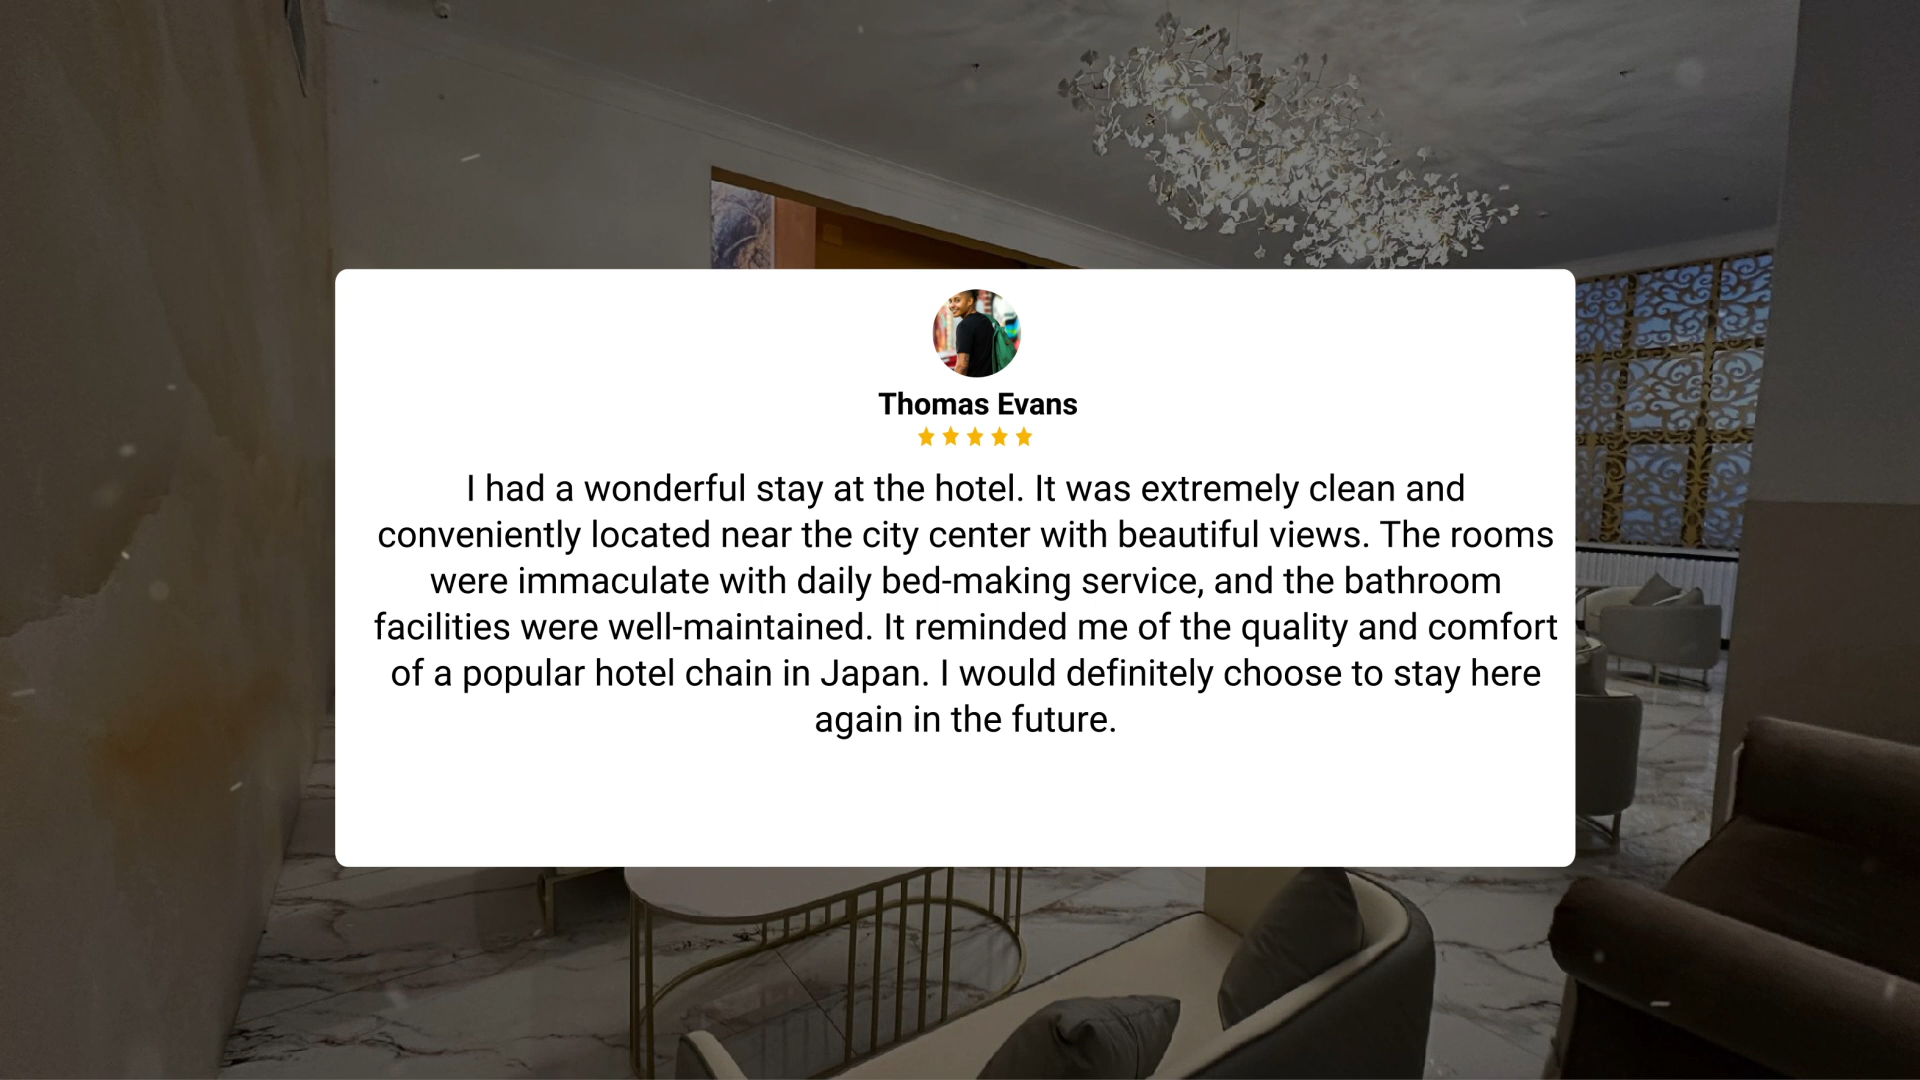 Thomas Evans
I had a wonderful stay at the hotel. It was extremely clean and
conveniently located near the city center with beautiful views. The rooms
were immaculate with daily bed-making service, and the bathroom
facilities were well-maintained. It reminded me of the quality and comfort
of a popular hotel chain in Japan. I would definitely choose to stay here
again in the future.